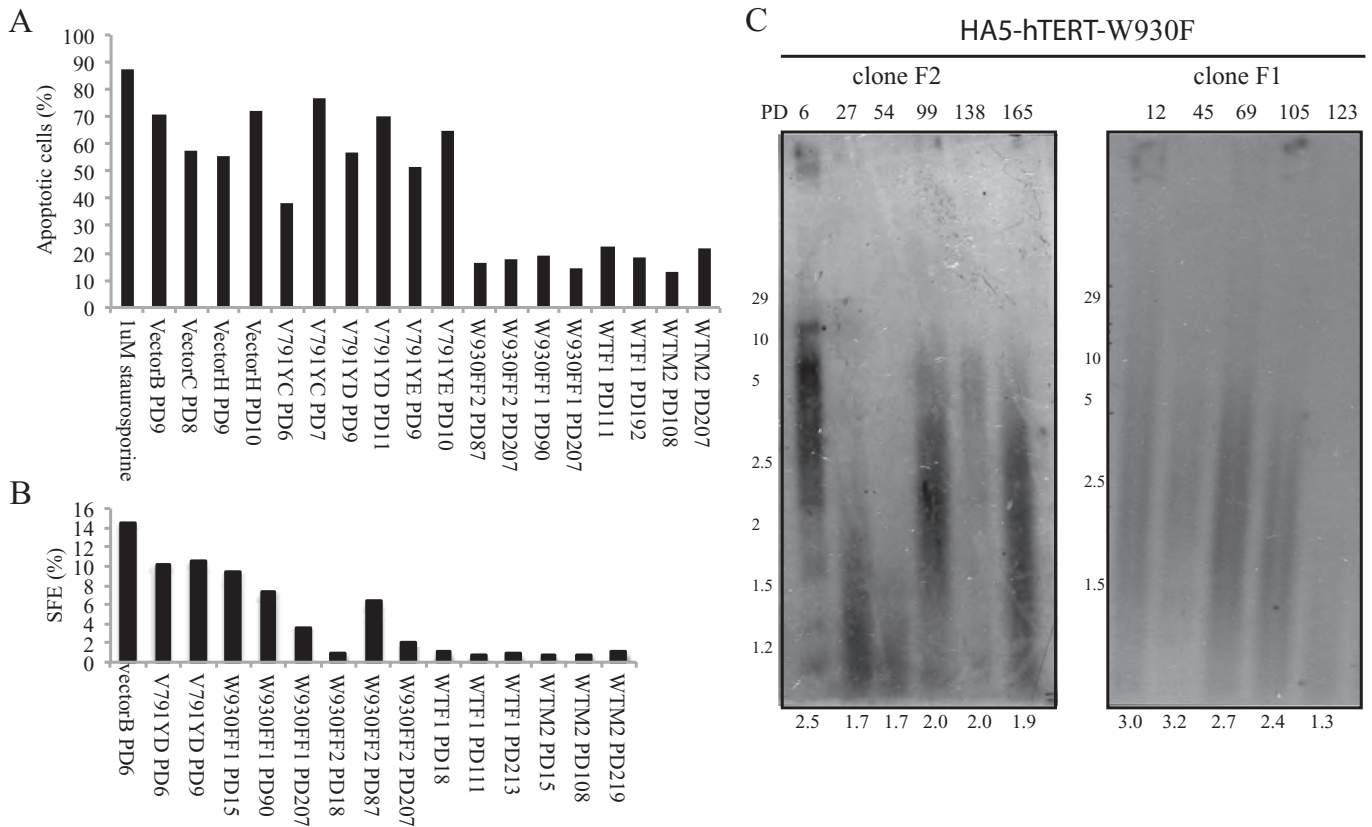 A
Apoptotic cells (%)
100
90
80
70
60
50
40
30
20
10
0
1uM staurosporine
VectorB PD9
VectorC PD8
VectorH PD9
VectorH PD10
V791YC PD6
V791YC PD7
V791YD PD9
V791YD PD11
V791YE PD9
V791YE PD10
W930FF2 PD87
W930FF2 PD207
W930FF1 PD90
W930FF1 PD207
WTF1 PD111
WTF1 PD192
WTM2 PD108
WTM2 PD207
B
SFE (%)
16
14
12
10
8
6
4
2
0
vectorB PD6
V791YD PD6
V791YD PD9
W930FF1 PD15
W930FF1 PD90
W930FF1 PD207
W930FF2 PD18
W930FF2 PD87
W930FF2 PD207
WTF1 PD18
WTF1 PD111
WTF1 PD213
WTM2 PD15
WTM2 PD108
WTM2 PD219
C
HA5-hTERT-W930F
clone F2
PD 6 27 54 99 138 165
29
10
5
2.5
2
1.5
1.2
2.5 1.7 1.7 2.0 2.0 1.9
clone F1
12 45 69 105 123
29
10
5
2.5
1.5
3.0 3.2 2.7 2.4 1.3